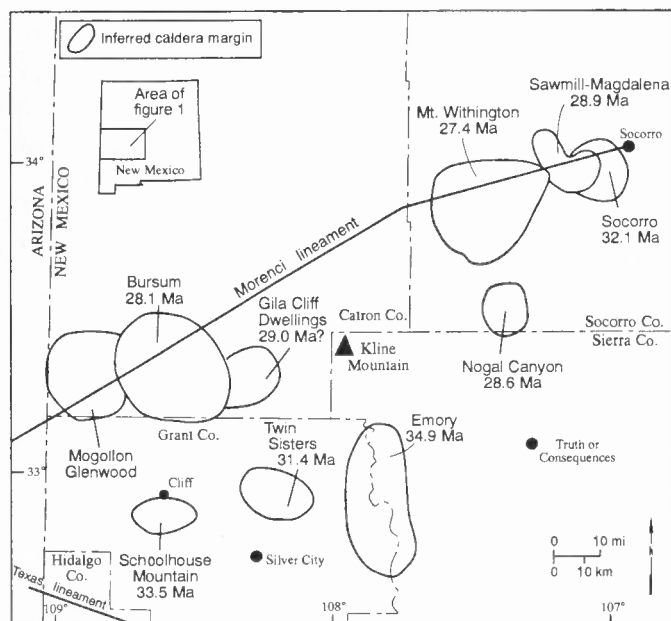 Inferred caldera margin
Area of
figure 1
New Mexico
Sawmill-Magdalena
28.9 Ma
Mt. Withington
27.4 Ma
Socorro
34°
ARIZONA
NEW MEXICO
Socorro
32.1 Ma
Morenci lineament
Bursum
28.1 Ma
Gila Cliff
Dwellings
29.0 Ma?
Catron Co.
Socorro Co.
Sierra Co.
Kline
Mountain
Nogal Canyon
28.6 Ma
Mogollon
Glenwood
Grant Co.
Twin
Sisters
31.4 Ma
Emory
34.9 Ma
Truth or
Consequences
33°
Cliff
Schoolhouse
Mountain
33.5 Ma
Silver City
0 10 mi
0 10 km
Hidalgo
Co.
Texas lineament
109°
108°
107°